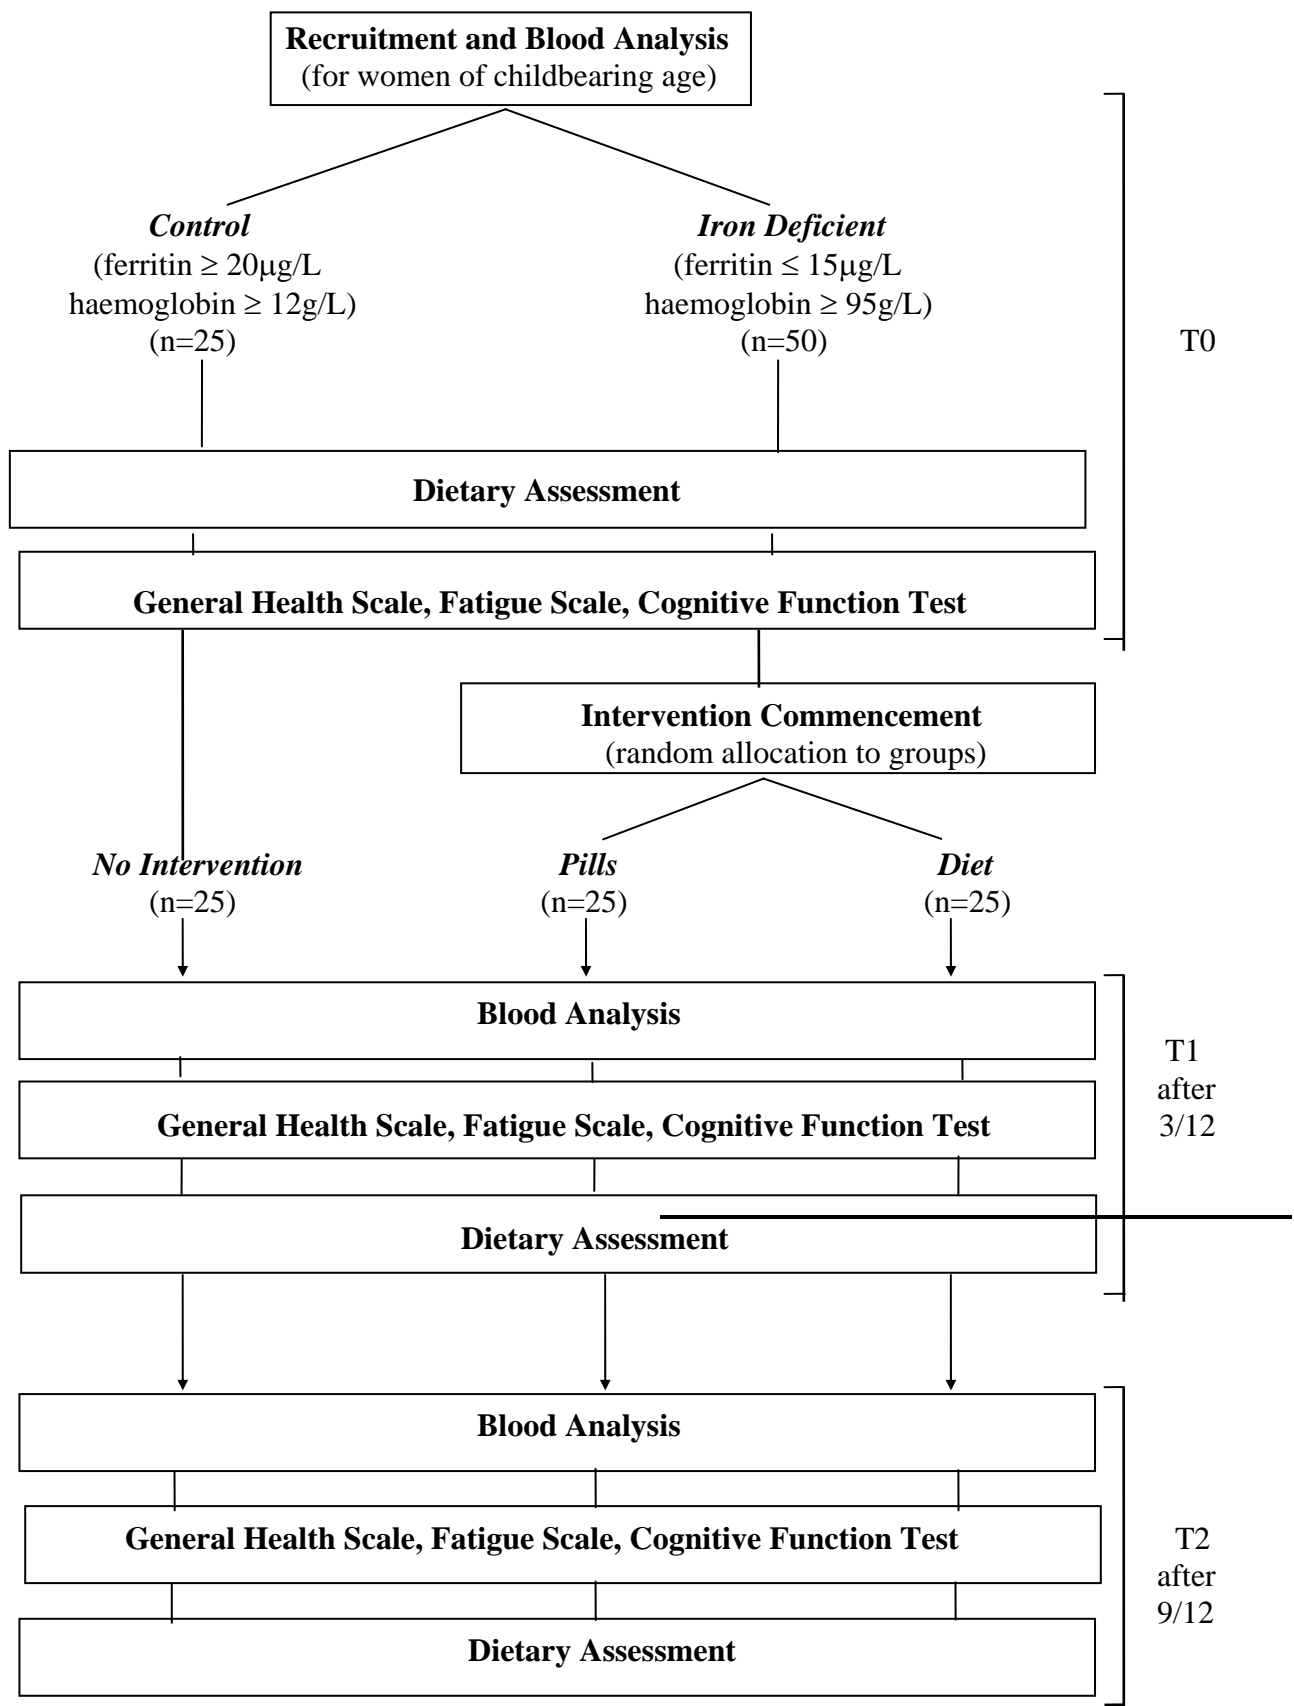 Recruitment and Blood Analysis
(for women of childbearing age)
Control
(ferritin ≥ 20μg/L
haemoglobin ≥ 12g/L)
(n=25)
Iron Deficient
(ferritin ≤ 15μg/L
haemoglobin ≥ 95g/L)
(n=50)
T0
Dietary Assessment
General Health Scale, Fatigue Scale, Cognitive Function Test
Intervention Commencement
(random allocation to groups)
No Intervention
(n=25)
Pills
(n=25)
Diet
(n=25)
Blood Analysis
General Health Scale, Fatigue Scale, Cognitive Function Test
Dietary Assessment
T1
after
3/12
Blood Analysis
General Health Scale, Fatigue Scale, Cognitive Function Test
Dietary Assessment
T2
after
9/12